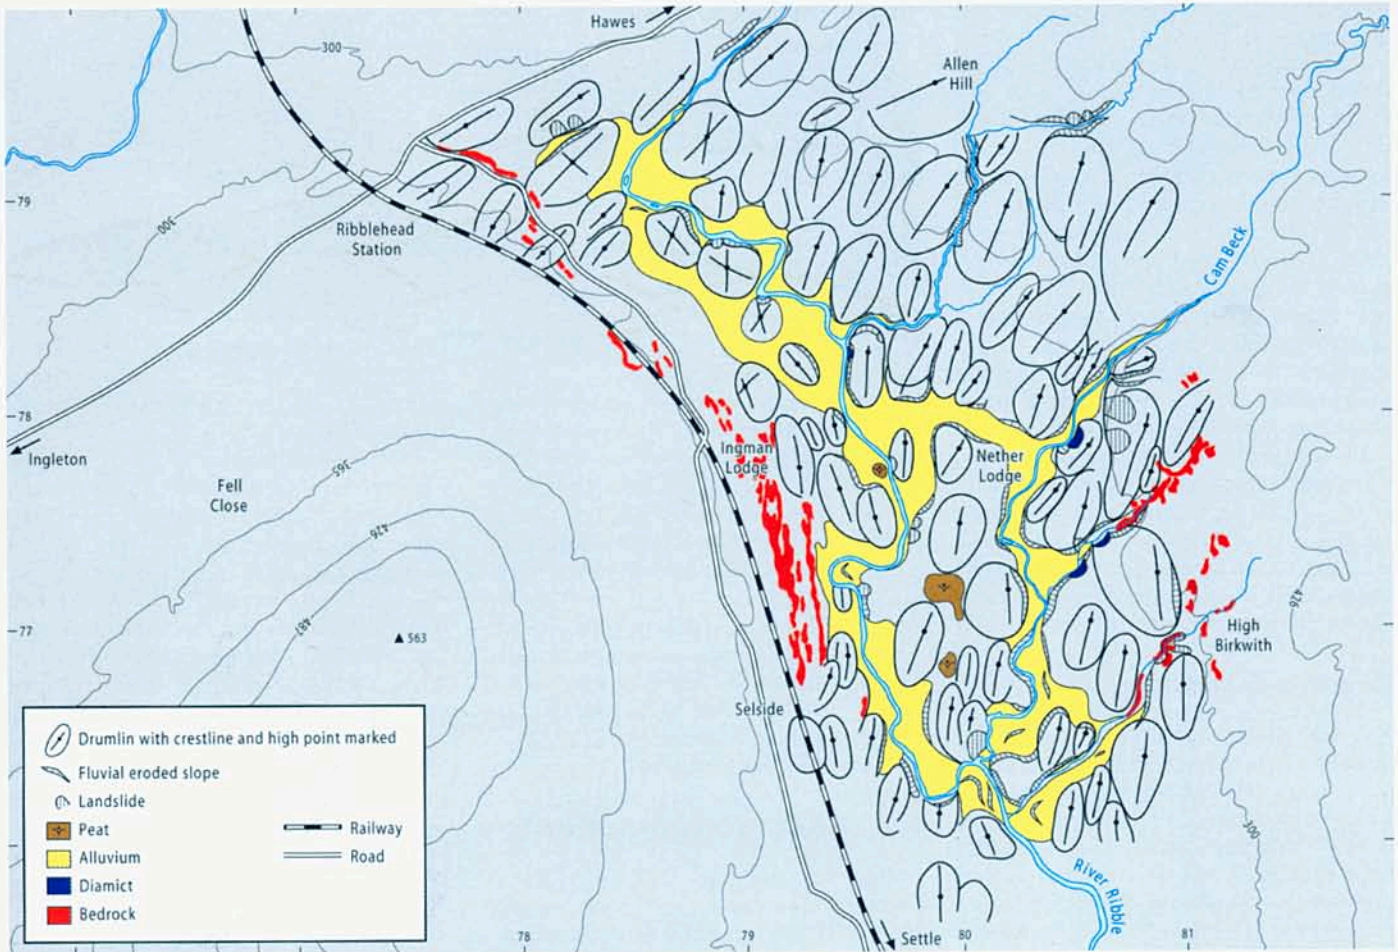 Hawes
300
Allen
Hill
79
300
Ribblehead
Station
Cam Beck
78
Ingleton
365
Ingman
Lodge
Nether
Lodge
Fell
Close
426
426
487
77
563
High
Birkwith
Selside
Drumlin with crestline and high point marked
Fluvial eroded slope
Landslide
Peat
Railway
Alluvium
Road
Diamict
Bedrock
300
River Ribble
78
79
Settle
80
81